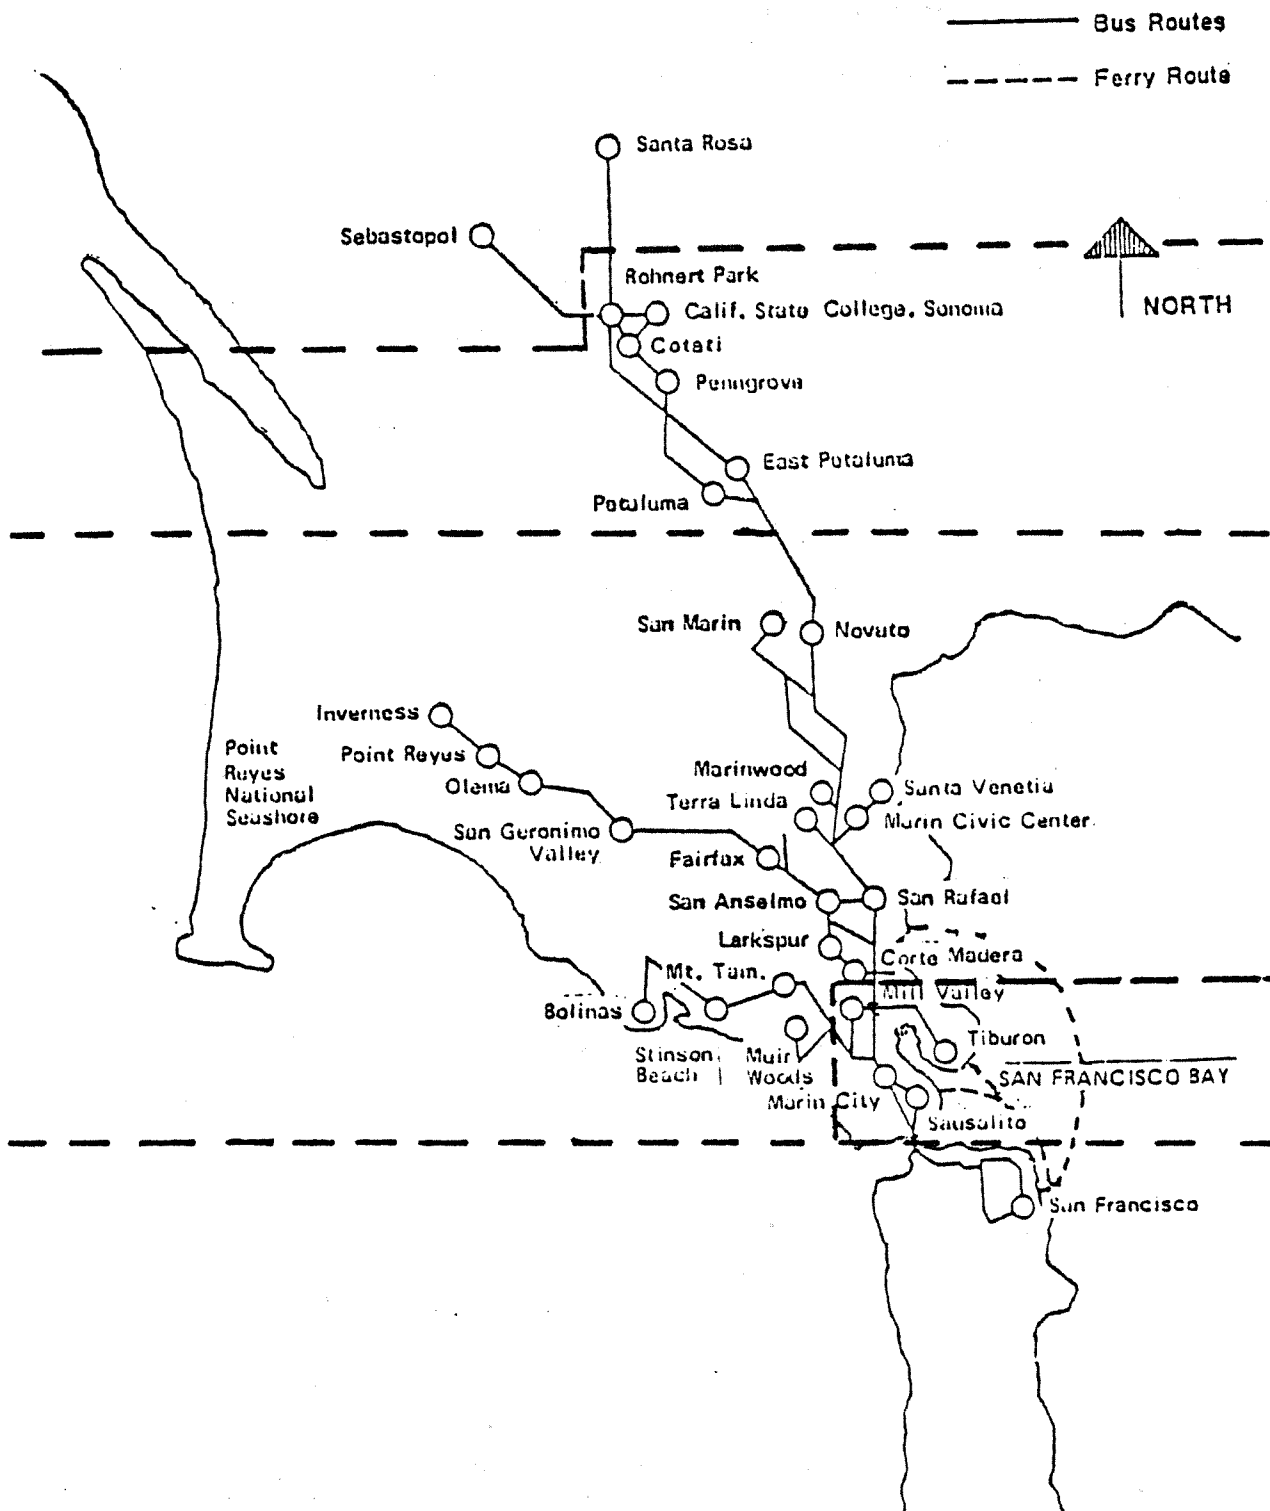 Bus Routes
Ferry Route
Santa Rosa
Sebastopol
Rohnert Park
Calif. State College, Sonoma
NORTH
Cotati
Penngrove
East Petaluma
Petaluma
San Marin
Novato
Inverness
Point Reyes
Olema
Point
Reyes
National
Seashore
San Geronimo
Valley
Marinwood
Terra Linda
Santa Venetia
Marin Civic Center
Fairfax
San Anselmo
San Rafael
Larkspur
Corte Madera
Mt. Tam.
Mill Valley
Bolinas
Tiburon
Stinson
Beach
Muir
Woods
SAN FRANCISCO BAY
Marin City
Sausalito
San Francisco